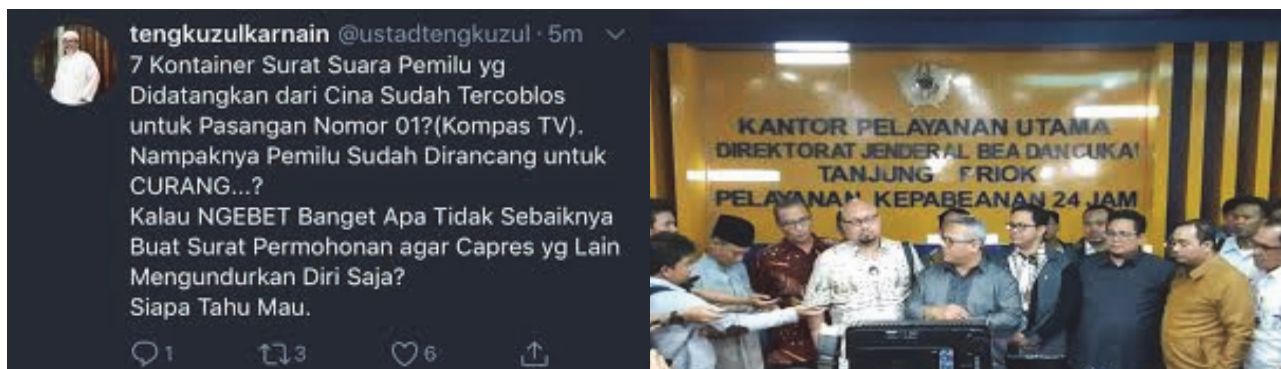 tengkuzulkarnain @ustadtengkuzul · 5m
7 Kontainer Surat Suara Pemilu yg
Didatangkan dari Cina Sudah Tercoblos
untuk Pasangan Nomor 01?(Kompas TV).
Nampaknya Pemilu Sudah Dirancang untuk
CURANG...?
Kalau NGEBET Banget Apa Tidak Sebaiknya
Buat Surat Permohonan agar Capres yg Lain
Mengundurkan Diri Saja?
Siapa Tahu Mau.
1 3 6
KANTOR PELAYANAN UTAMA
DIREKTORAT JENDERAL BEA DAN CUKAI
TANJUNG PRIOK
PELAYANAN KEPABEANAN 24 JAM